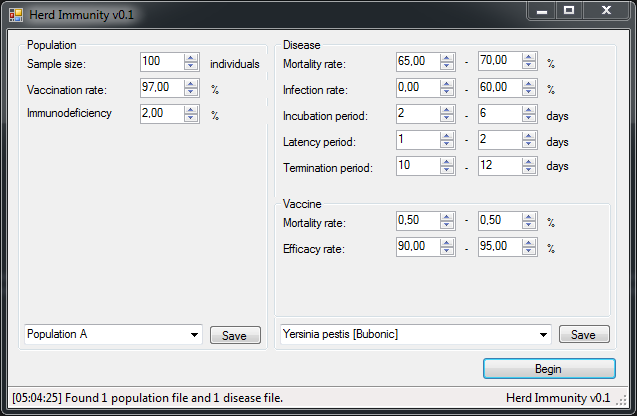 Herd Immunity v0.1
Population
Sample size: 100 individuals
Vaccination rate: 97,00 %
Immunodeficiency 2,00 %
Population A Save
Disease
Mortality rate: 65,00 - 70,00 %
Infection rate: 0,00 - 60,00 %
Incubation period: 2 - 6 days
Latency period: 1 - 2 days
Termination period: 10 - 12 days
Vaccine
Mortality rate: 0,50 - 0,50 %
Efficacy rate: 90,00 - 95,00 %
Yersinia pestis [Bubonic] Save
Begin
[05:04:25] Found 1 population file and 1 disease file. Herd Immunity v0.1